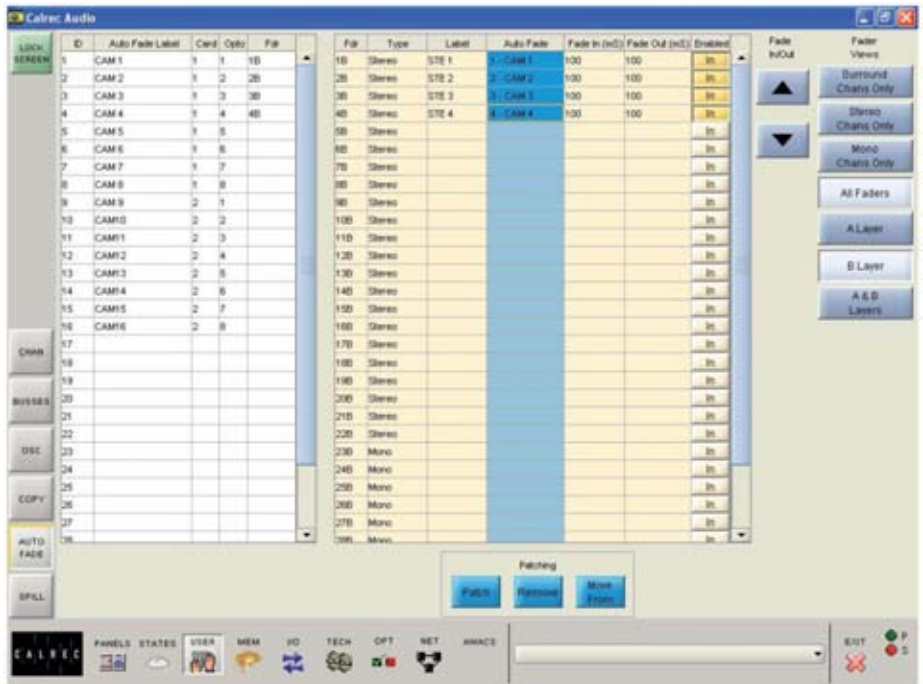 Calrec Audio
LOCK SCREEN
CHAN
BUSSES
OSC
COPY
AUTO FADE
SPILL
ID Auto Fade Label Card Opto Fdr
1 CAM 1 1 1 1B
2 CAM 2 1 2 2B
3 CAM 3 1 3 3B
4 CAM 4 1 4 4B
5 CAM 5 1 5
6 CAM 6 1 6
7 CAM 7 1 7
8 CAM 8 1 8
9 CAM 9 2 1
10 CAM10 2 2
11 CAM11 2 3
12 CAM12 2 4
13 CAM13 2 5
14 CAM14 2 6
15 CAM15 2 7
16 CAM16 2 8
17
18
19
20
21
22
23
24
25
26
27
28
Fdr Type Label Auto Fade Fade In (mS) Fade Out (mS) Enabled
1B Stereo STE 1 1 - CAM 1 100 100 In
2B Stereo STE 2 2 - CAM 2 100 100 In
3B Stereo STE 3 3 - CAM 3 100 100 In
4B Stereo STE 4 4 - CAM 4 100 100 In
5B Stereo In
6B Stereo In
7B Stereo In
8B Stereo In
9B Stereo In
10B Stereo In
11B Stereo In
12B Stereo In
13B Stereo In
14B Stereo In
15B Stereo In
16B Stereo In
17B Stereo In
18B Stereo In
19B Stereo In
20B Stereo In
21B Stereo In
22B Stereo In
23B Mono In
24B Mono In
25B Mono In
26B Mono In
27B Mono In
28B Mono In
Fade In/Out
Fader Views
Surround Chans Only
Stereo Chans Only
Mono Chans Only
All Faders
A Layer
B Layer
A & B Layers
Patching
Patch Remove Move From
CALREC PANELS STATES USER MEM I/O TECH OPT NET AWACS EXIT P
S